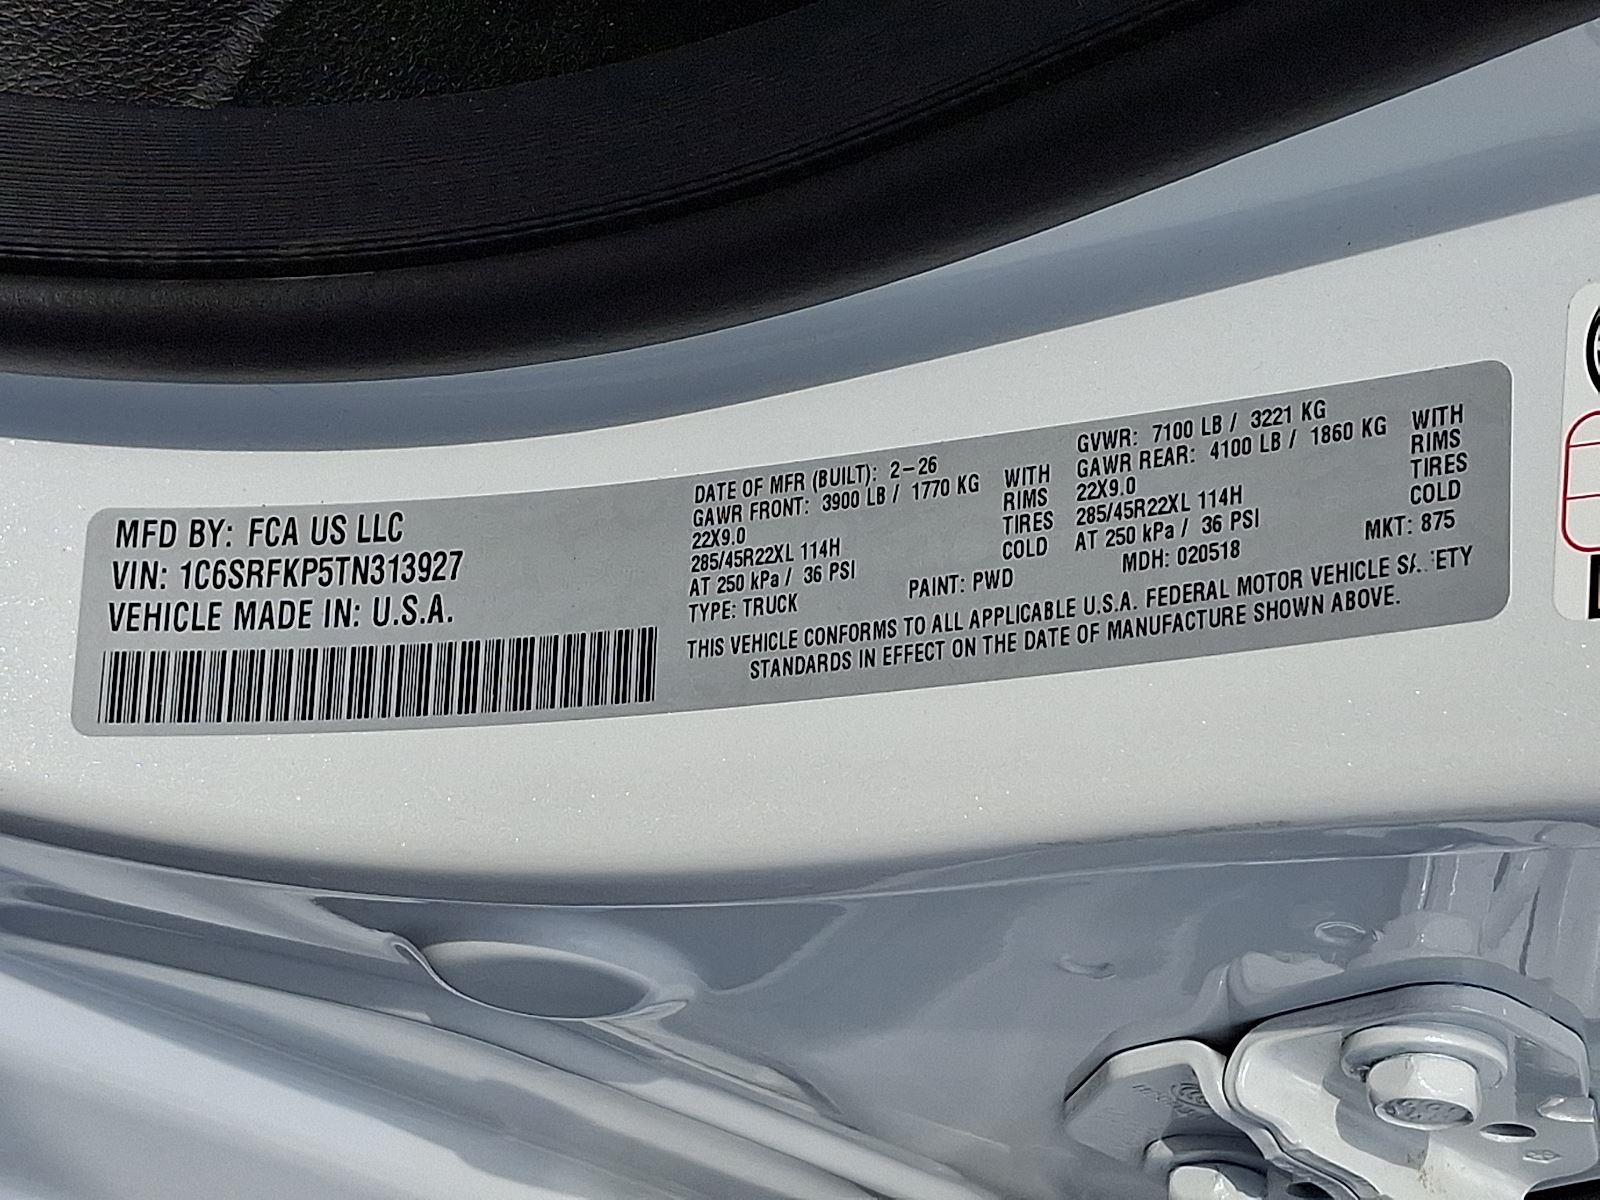 MFD BY: FCA US LLC
VIN: 1C6SRFKP5TN313927
VEHICLE MADE IN: U.S.A.
DATE OF MFR (BUILT): 2-26
GAWR FRONT: 3900 LB / 1770 KG WITH
22X9.0 RIMS
285/45R22XL 114H TIRES
AT 250 kPa / 36 PSI COLD
TYPE: TRUCK PAINT: PWD
GVWR: 7100 LB / 3221 KG
GAWR REAR: 4100 LB / 1860 KG WITH
22X9.0 RIMS
285/45R22XL 114H TIRES
AT 250 kPa / 36 PSI COLD
MDH: 020518 MKT: 875
THIS VEHICLE CONFORMS TO ALL APPLICABLE U.S.A. FEDERAL MOTOR VEHICLE SAFETY
STANDARDS IN EFFECT ON THE DATE OF MANUFACTURE SHOWN ABOVE.